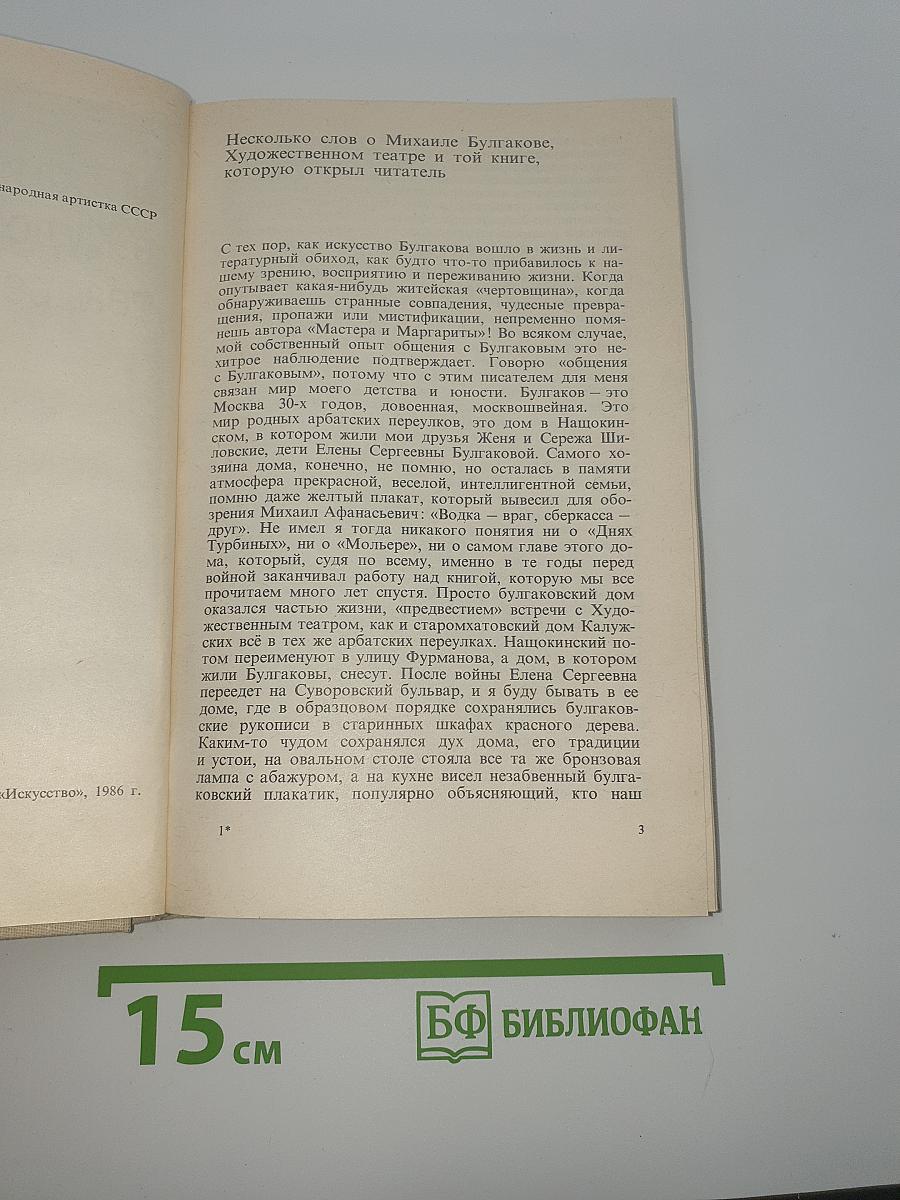 народная артистка СССР
«Искусство», 1986 г.
Несколько слов о Михаиле Булгакове,
Художественном театре и той книге,
которую открыл читатель
С тех пор, как искусство Булгакова вошло в жизнь и ли-
тературный обиход, как будто что-то прибавилось к на-
шему зрению, восприятию и переживанию жизни. Когда
опутывает какая-нибудь житейская «чертовщина», когда
обнаруживаешь странные совпадения, чудесные превра-
щения, пропажи или мистификации, непременно помя-
нешь автора «Мастера и Маргариты»! Во всяком случае,
мой собственный опыт общения с Булгаковым это не-
хитрое наблюдение подтверждает. Говорю «общения
с Булгаковым», потому что с этим писателем для меня
связан мир моего детства и юности. Булгаков — это
Москва 30-х годов, довоенная, москвошвейная. Это
мир родных арбатских переулков, это дом в Нащокин-
ском, в котором жили мои друзья Женя и Сережа Ши-
ловские, дети Елены Сергеевны Булгаковой. Самого хо-
зяина дома, конечно, не помню, но осталась в памяти
атмосфера прекрасной, веселой, интеллигентной семьи,
помню даже желтый плакат, который вывесил для обо-
зрения Михаил Афанасьевич: «Водка — враг, сберкасса —
друг». Не имел я тогда никакого понятия ни о «Днях
Турбиных», ни о «Мольере», ни о самом главе этого до-
ма, который, судя по всему, именно в те годы перед
войной заканчивал работу над книгой, которую мы все
прочитаем много лет спустя. Просто булгаковский дом
оказался частью жизни, «предвестием» встречи с Худо-
жественным театром, как и старомхатовский дом Калуж-
ских всё в тех же арбатских переулках. Нащокинский по-
том переименуют в улицу Фурманова, а дом, в котором
жили Булгаковы, снесут. После войны Елена Сергеевна
переедет на Суворовский бульвар, и я буду бывать в ее
доме, где в образцовом порядке сохранялись булгаков-
ские рукописи в старинных шкафах красного дерева.
Каким-то чудом сохранялся дух дома, его традиции
и устои, на овальном столе стояла все та же бронзовая
лампа с абажуром, а на кухне висел незабвенный булга-
ковский плакатик, популярно объясняющий, кто наш
1*
3
15 см
БФ БИБЛИОФАН